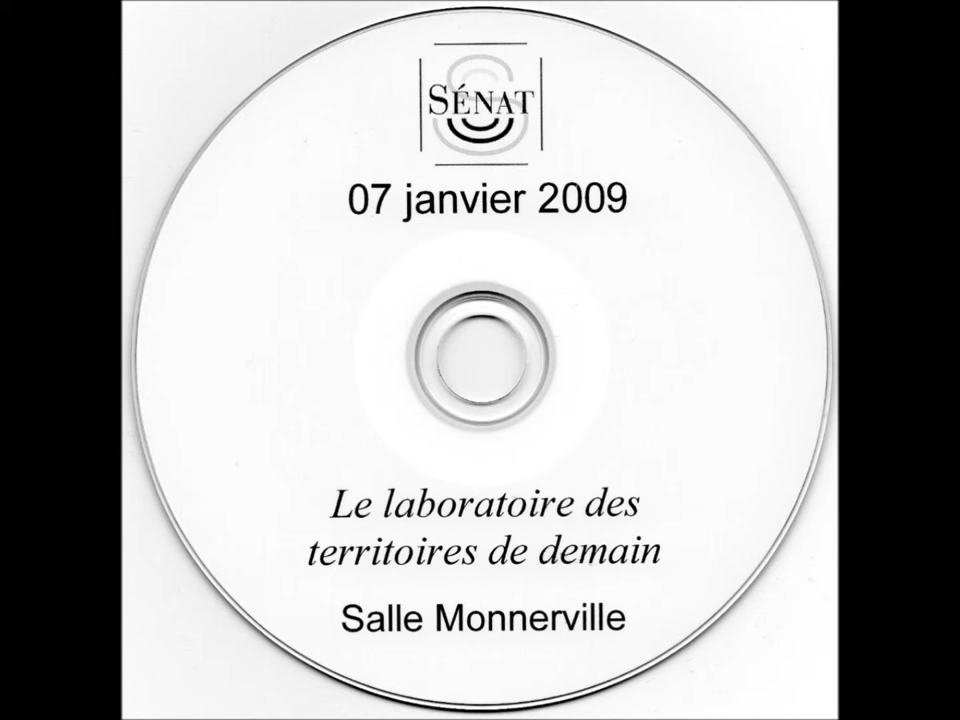 SÉNAT
07 janvier 2009
Le laboratoire des
territoires de demain
Salle Monnerville